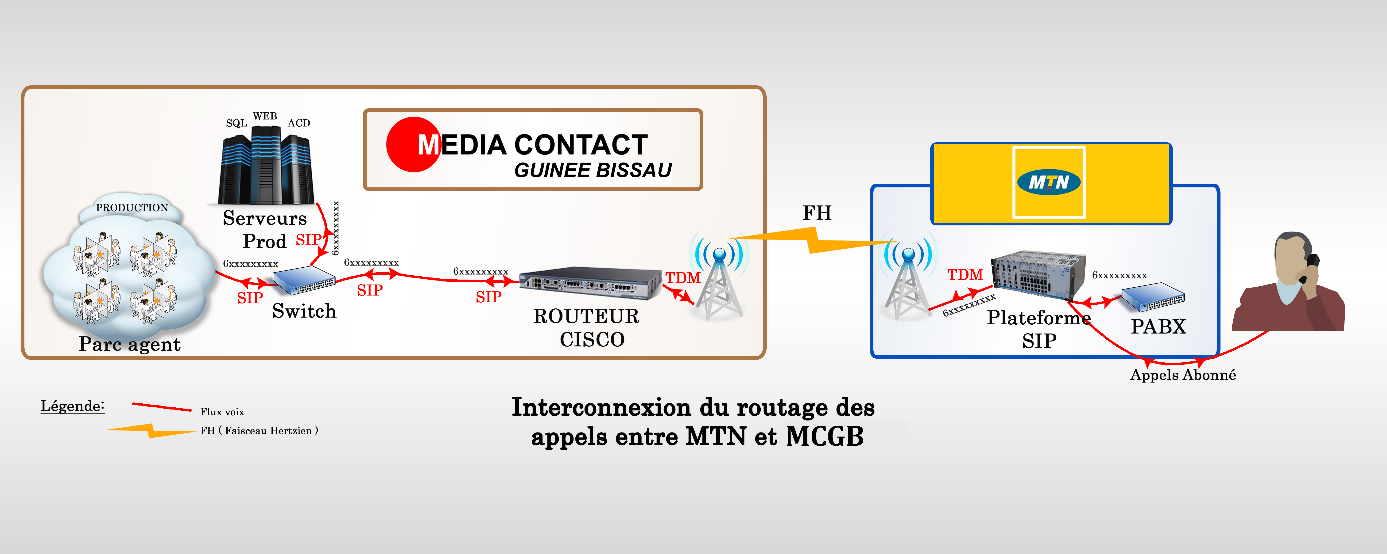 SQL WEB ACD
MEDIA CONTACT
GUINEE BISSAU
PRODUCTION
Serveurs
Prod
SIP
6xxxxxxxxx
6xxxxxxxxx
SIP
Switch
Parc agent
6xxxxxxxxx
SIP
6xxxxxxxxx
SIP
ROUTEUR
CISCO
TDM
FH
MTN
TDM
6xxxxxxxxx
Plateforme
SIP
6xxxxxxxxx
PABX
Appels Abonné
Légende:
Flux voix
FH ( Faisceau Hertzien )
Interconnexion du routage des
appels entre MTN et MCGB